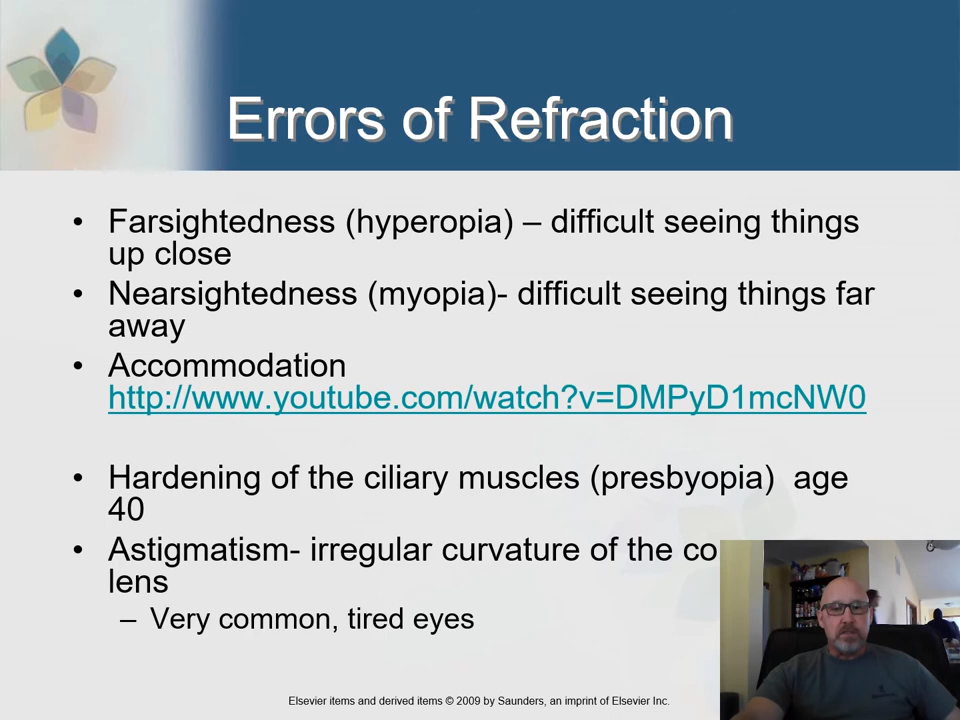 Errors of Refraction
• Farsightedness (hyperopia) – difficult seeing things
up close
• Nearsightedness (myopia)- difficult seeing things far
away
• Accommodation
http://www.youtube.com/watch?v=DMPyD1mcNW0
• Hardening of the ciliary muscles (presbyopia) age
40
• Astigmatism- irregular curvature of the co
lens
– Very common, tired eyes
Elsevier items and derived items © 2009 by Saunders, an imprint of Elsevier Inc.